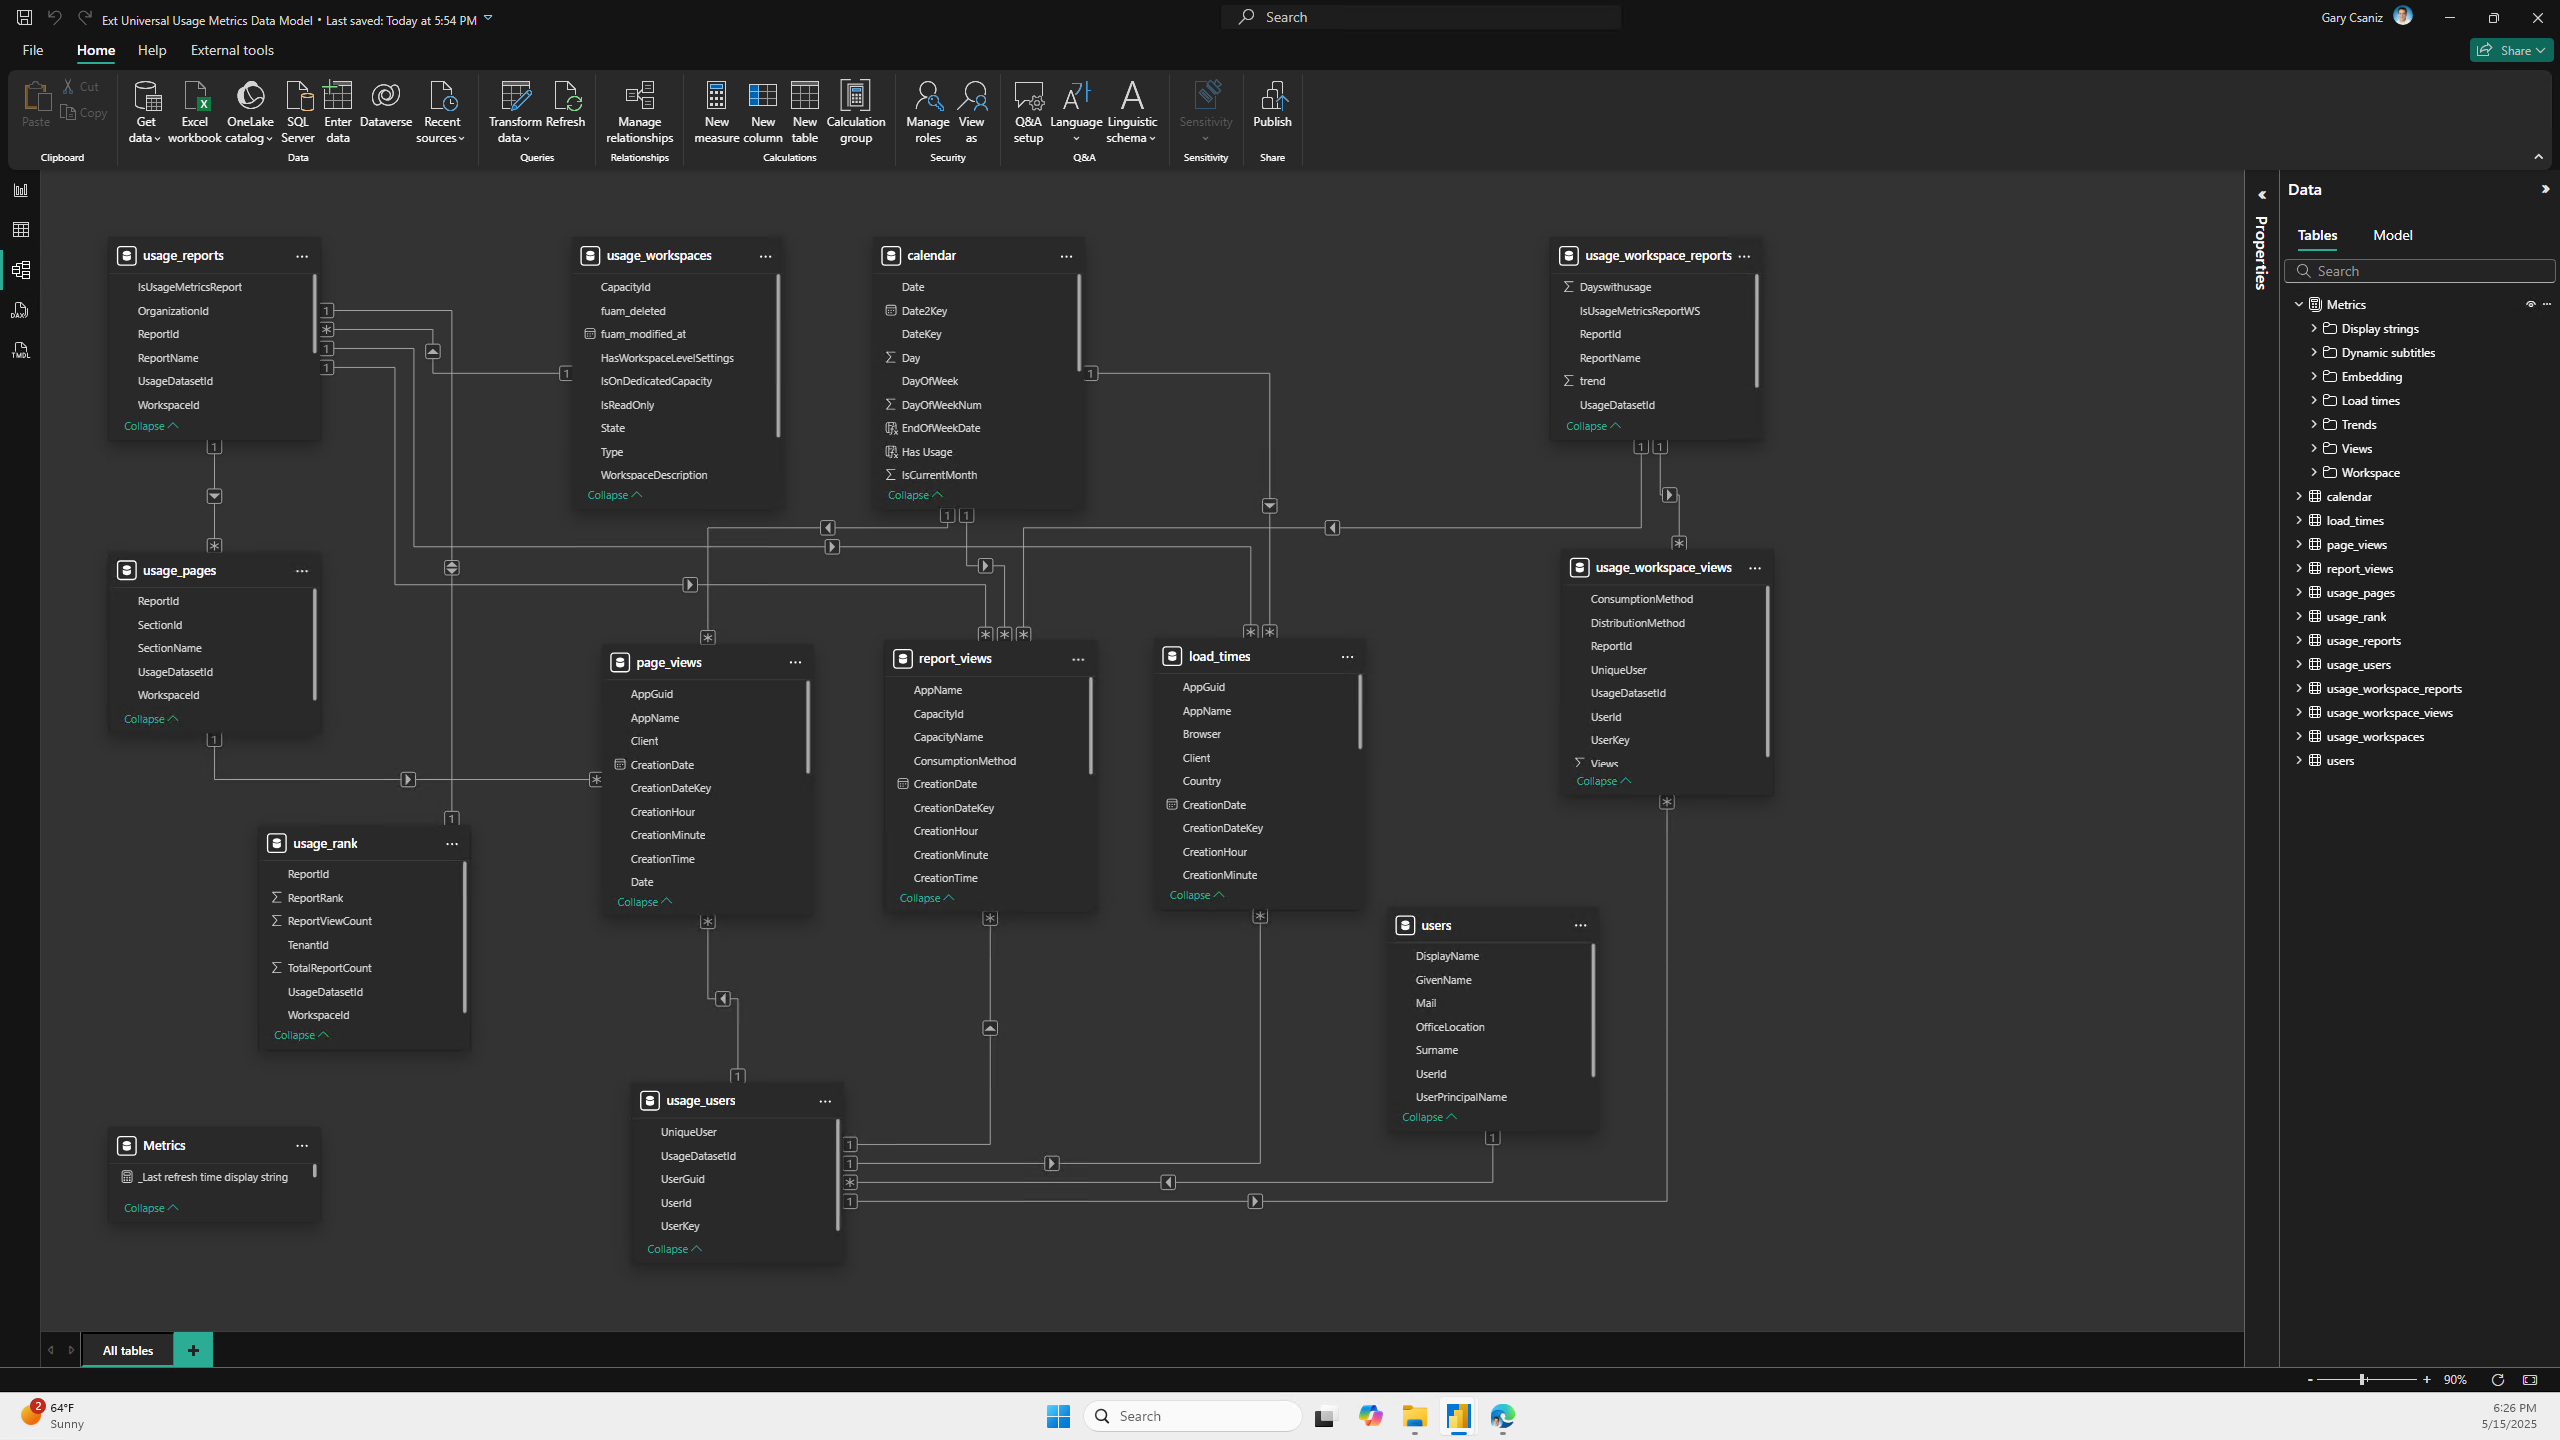 Ext Universal Usage Metrics Data Model • Last saved: Today at 5:54 PM
Search
Gary Csaniz
File
Home
Help
External tools
Share
Paste
Cut
Copy
Clipboard
Get data
Excel workbook
OneLake catalog
SQL Server
Enter data
Dataverse
Recent sources
Data
Transform data
Refresh
Queries
Manage relationships
Relationships
New measure
New column
New table
Calculation group
Calculations
Manage roles
View as
Security
Q&A setup
Language
Linguistic schema
Q&A
Sensitivity
Sensitivity
Publish
Share
DAX
TMDL
usage_reports
IsUsageMetricsReport
OrganizationId
ReportId
ReportName
UsageDatasetId
WorkspaceId
Collapse
usage_workspaces
CapacityId
fuam_deleted
fuam_modified_at
HasWorkspaceLevelSettings
IsOnDedicatedCapacity
IsReadOnly
State
Type
WorkspaceDescription
Collapse
calendar
Date
Date2Key
DateKey
Day
DayOfWeek
DayOfWeekNum
EndOfWeekDate
Has Usage
IsCurrentMonth
Collapse
usage_workspace_reports
Dayswithusage
IsUsageMetricsReportWS
ReportId
ReportName
trend
UsageDatasetId
Collapse
usage_pages
ReportId
SectionId
SectionName
UsageDatasetId
WorkspaceId
Collapse
usage_workspace_views
ConsumptionMethod
DistributionMethod
ReportId
UniqueUser
UsageDatasetId
UserId
UserKey
Views
Collapse
page_views
AppGuid
AppName
Client
CreationDate
CreationDateKey
CreationHour
CreationMinute
CreationTime
Date
Collapse
report_views
AppName
CapacityId
CapacityName
ConsumptionMethod
CreationDate
CreationDateKey
CreationHour
CreationMinute
CreationTime
Collapse
load_times
AppGuid
AppName
Browser
Client
Country
CreationDate
CreationDateKey
CreationHour
CreationMinute
Collapse
usage_rank
ReportId
ReportRank
ReportViewCount
TenantId
TotalReportCount
UsageDatasetId
WorkspaceId
Collapse
users
DisplayName
GivenName
Mail
OfficeLocation
Surname
UserId
UserPrincipalName
Collapse
usage_users
UniqueUser
UsageDatasetId
UserGuid
UserId
UserKey
Collapse
Metrics
_Last refresh time display string
Collapse
Properties
Data
Tables
Model
Search
Metrics
Display strings
Dynamic subtitles
Embedding
Load times
Trends
Views
Workspace
calendar
load_times
page_views
report_views
usage_pages
usage_rank
usage_reports
usage_users
usage_workspace_reports
usage_workspace_views
usage_workspaces
users
All tables
90%
2
64°F
Sunny
Search
6:26 PM
5/15/2025